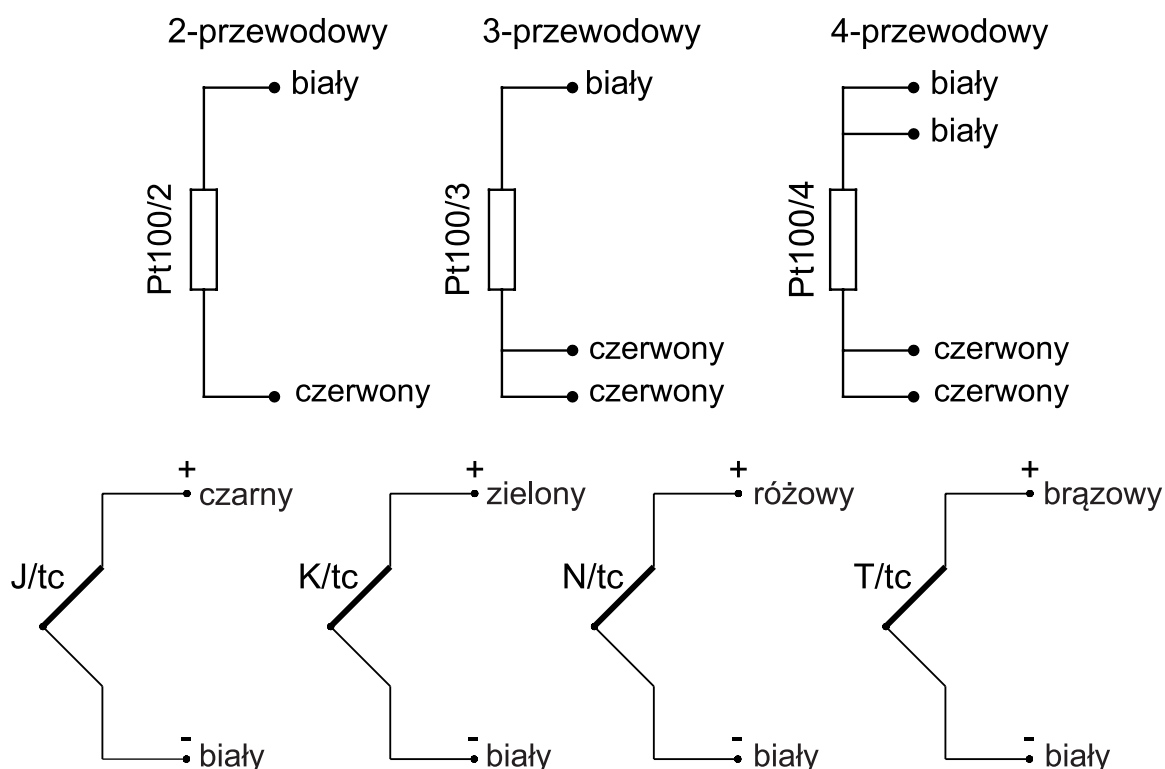 2-przewodowy 3-przewodowy 4-przewodowy
biały biały biały
biały
Pt100/2 Pt100/3 Pt100/4
czerwony czerwony
czerwony czerwony czerwony
+ + + +
czarny zielony różowy brązowy
J/tc K/tc N/tc T/tc
- - - -
biały biały biały biały